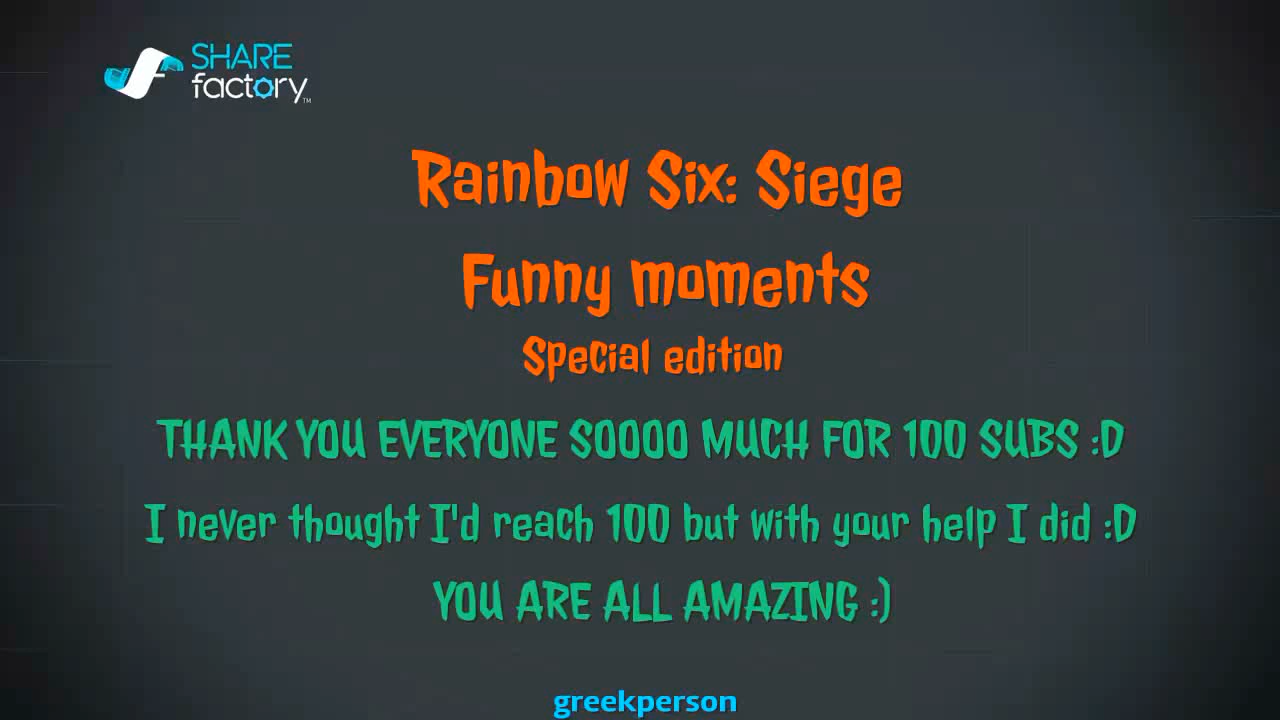 SHARE
factory™
Rainbow Six: Siege
Funny moments
Special edition
THANK YOU EVERYONE SOOOO MUCH FOR 100 SUBS :D
I never thought I'd reach 100 but with your help I did :D
YOU ARE ALL AMAZING :)
greekperson